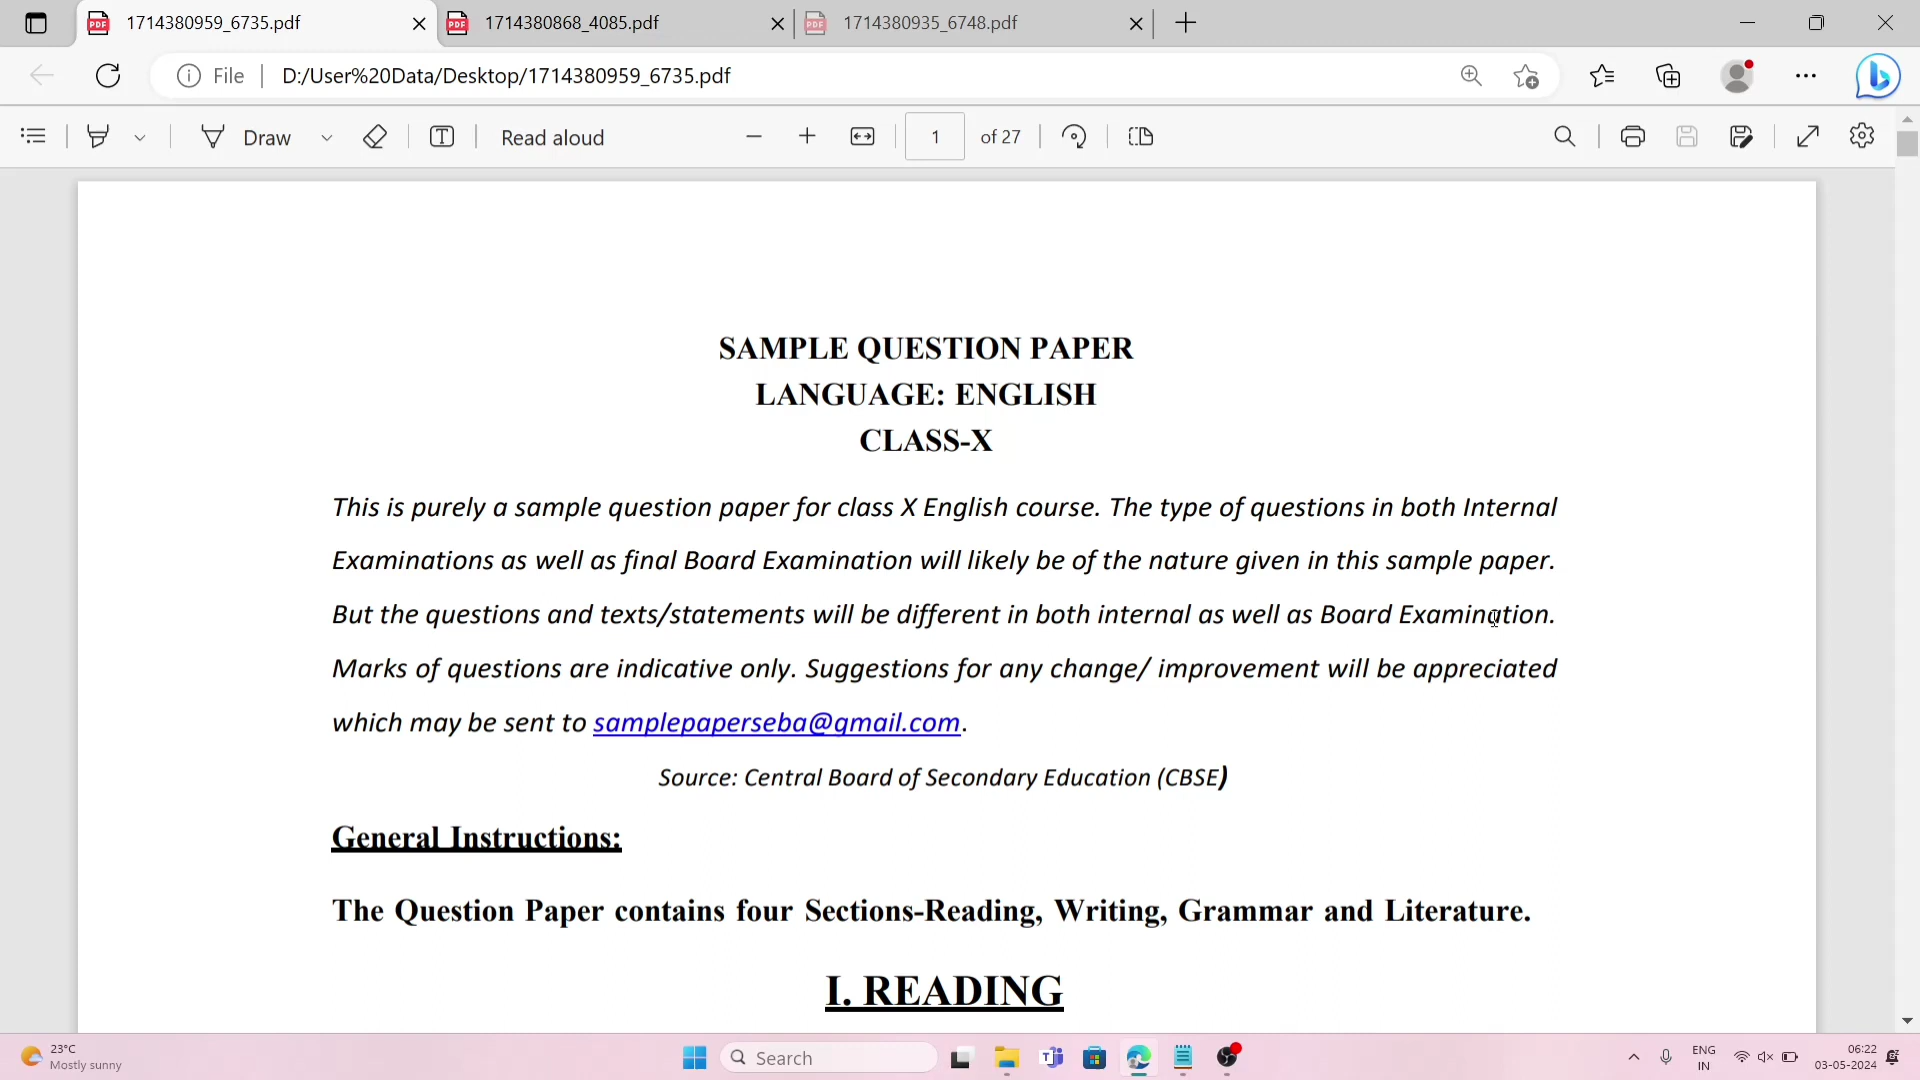 1714380959_6735.pdf
1714380868_4085.pdf
1714380935_6748.pdf
File
D:/User%20Data/Desktop/1714380959_6735.pdf
Draw
Read aloud
1 of 27
SAMPLE QUESTION PAPER
LANGUAGE: ENGLISH
CLASS-X
This is purely a sample question paper for class X English course. The type of questions in both Internal
Examinations as well as final Board Examination will likely be of the nature given in this sample paper.
But the questions and texts/statements will be different in both internal as well as Board Examination.
Marks of questions are indicative only. Suggestions for any change/ improvement will be appreciated
which may be sent to samplepaperseba@gmail.com.
Source: Central Board of Secondary Education (CBSE)
General Instructions:
The Question Paper contains four Sections-Reading, Writing, Grammar and Literature.
I. READING
23°C
Mostly sunny
Search
ENG
IN
06:22
03-05-2024